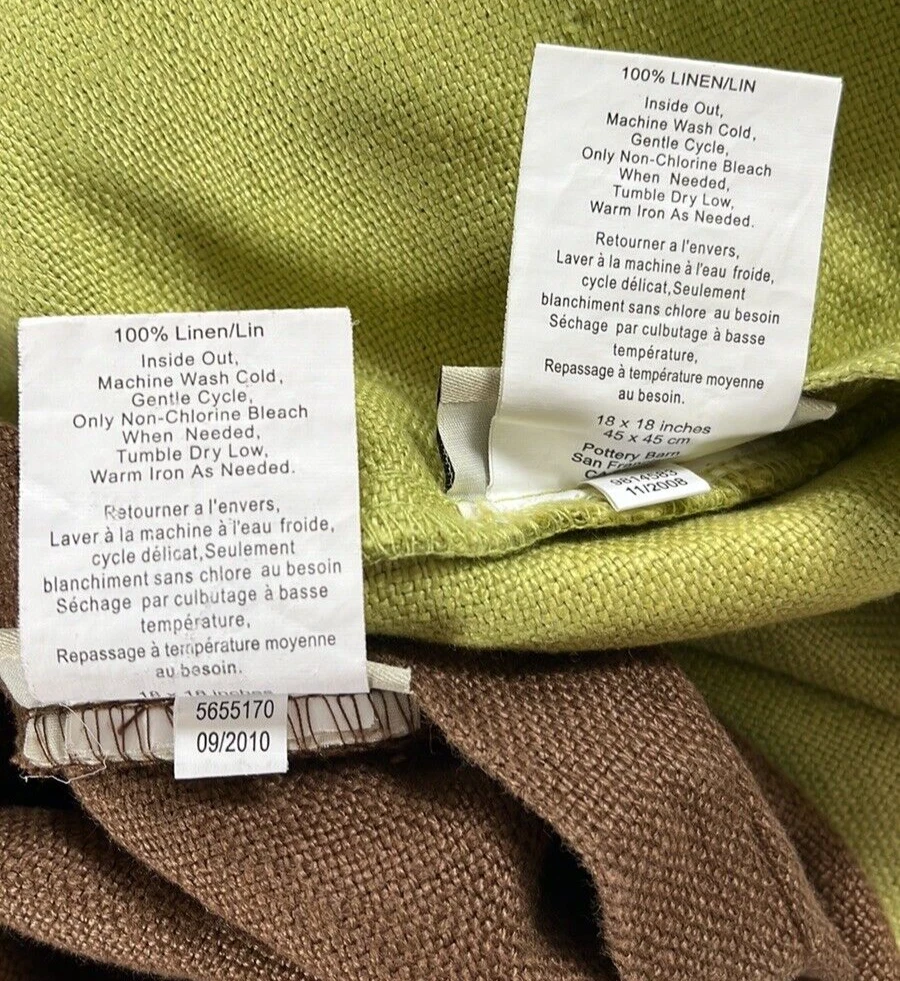 100% Linen/Lin
Inside Out,
Machine Wash Cold,
Gentle Cycle,
Only Non-Chlorine Bleach
When Needed,
Tumble Dry Low,
Warm Iron As Needed.
Retourner a l'envers,
Laver à la machine à l'eau froide,
cycle délicat,Seulement
blanchiment sans chlore au besoin
Séchage par culbutage à basse
température,
Repassage à température moyenne
au besoin.
18 x 18 inches
5655170
09/2010
100% LINEN/LIN
Inside Out,
Machine Wash Cold,
Gentle Cycle,
Only Non-Chlorine Bleach
When Needed,
Tumble Dry Low,
Warm Iron As Needed.
Retourner a l'envers,
Laver à la machine à l'eau froide,
cycle délicat,Seulement
blanchiment sans chlore au besoin
Séchage par culbutage à basse
température,
Repassage à température moyenne
au besoin.
18 x 18 inches
45 x 45 cm
Pottery Barn
San
9814583
11/2008